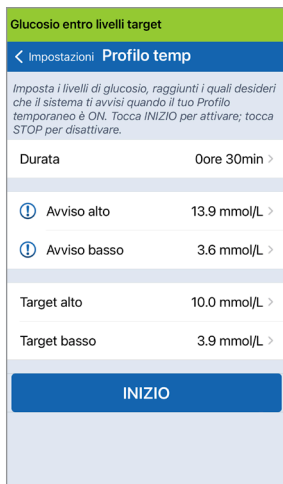 Glucosio entro livelli target
Impostazioni Profilo temp
Imposta i livelli di glucosio, raggiunti i quali desideri
che il sistema ti avvisi quando il tuo Profilo
temporaneo è ON. Tocca INIZIO per attivare; tocca
STOP per disattivare.
Durata 0ore 30min
Avviso alto 13.9 mmol/L
Avviso basso 3.6 mmol/L
Target alto 10.0 mmol/L
Target basso 3.9 mmol/L
INIZIO